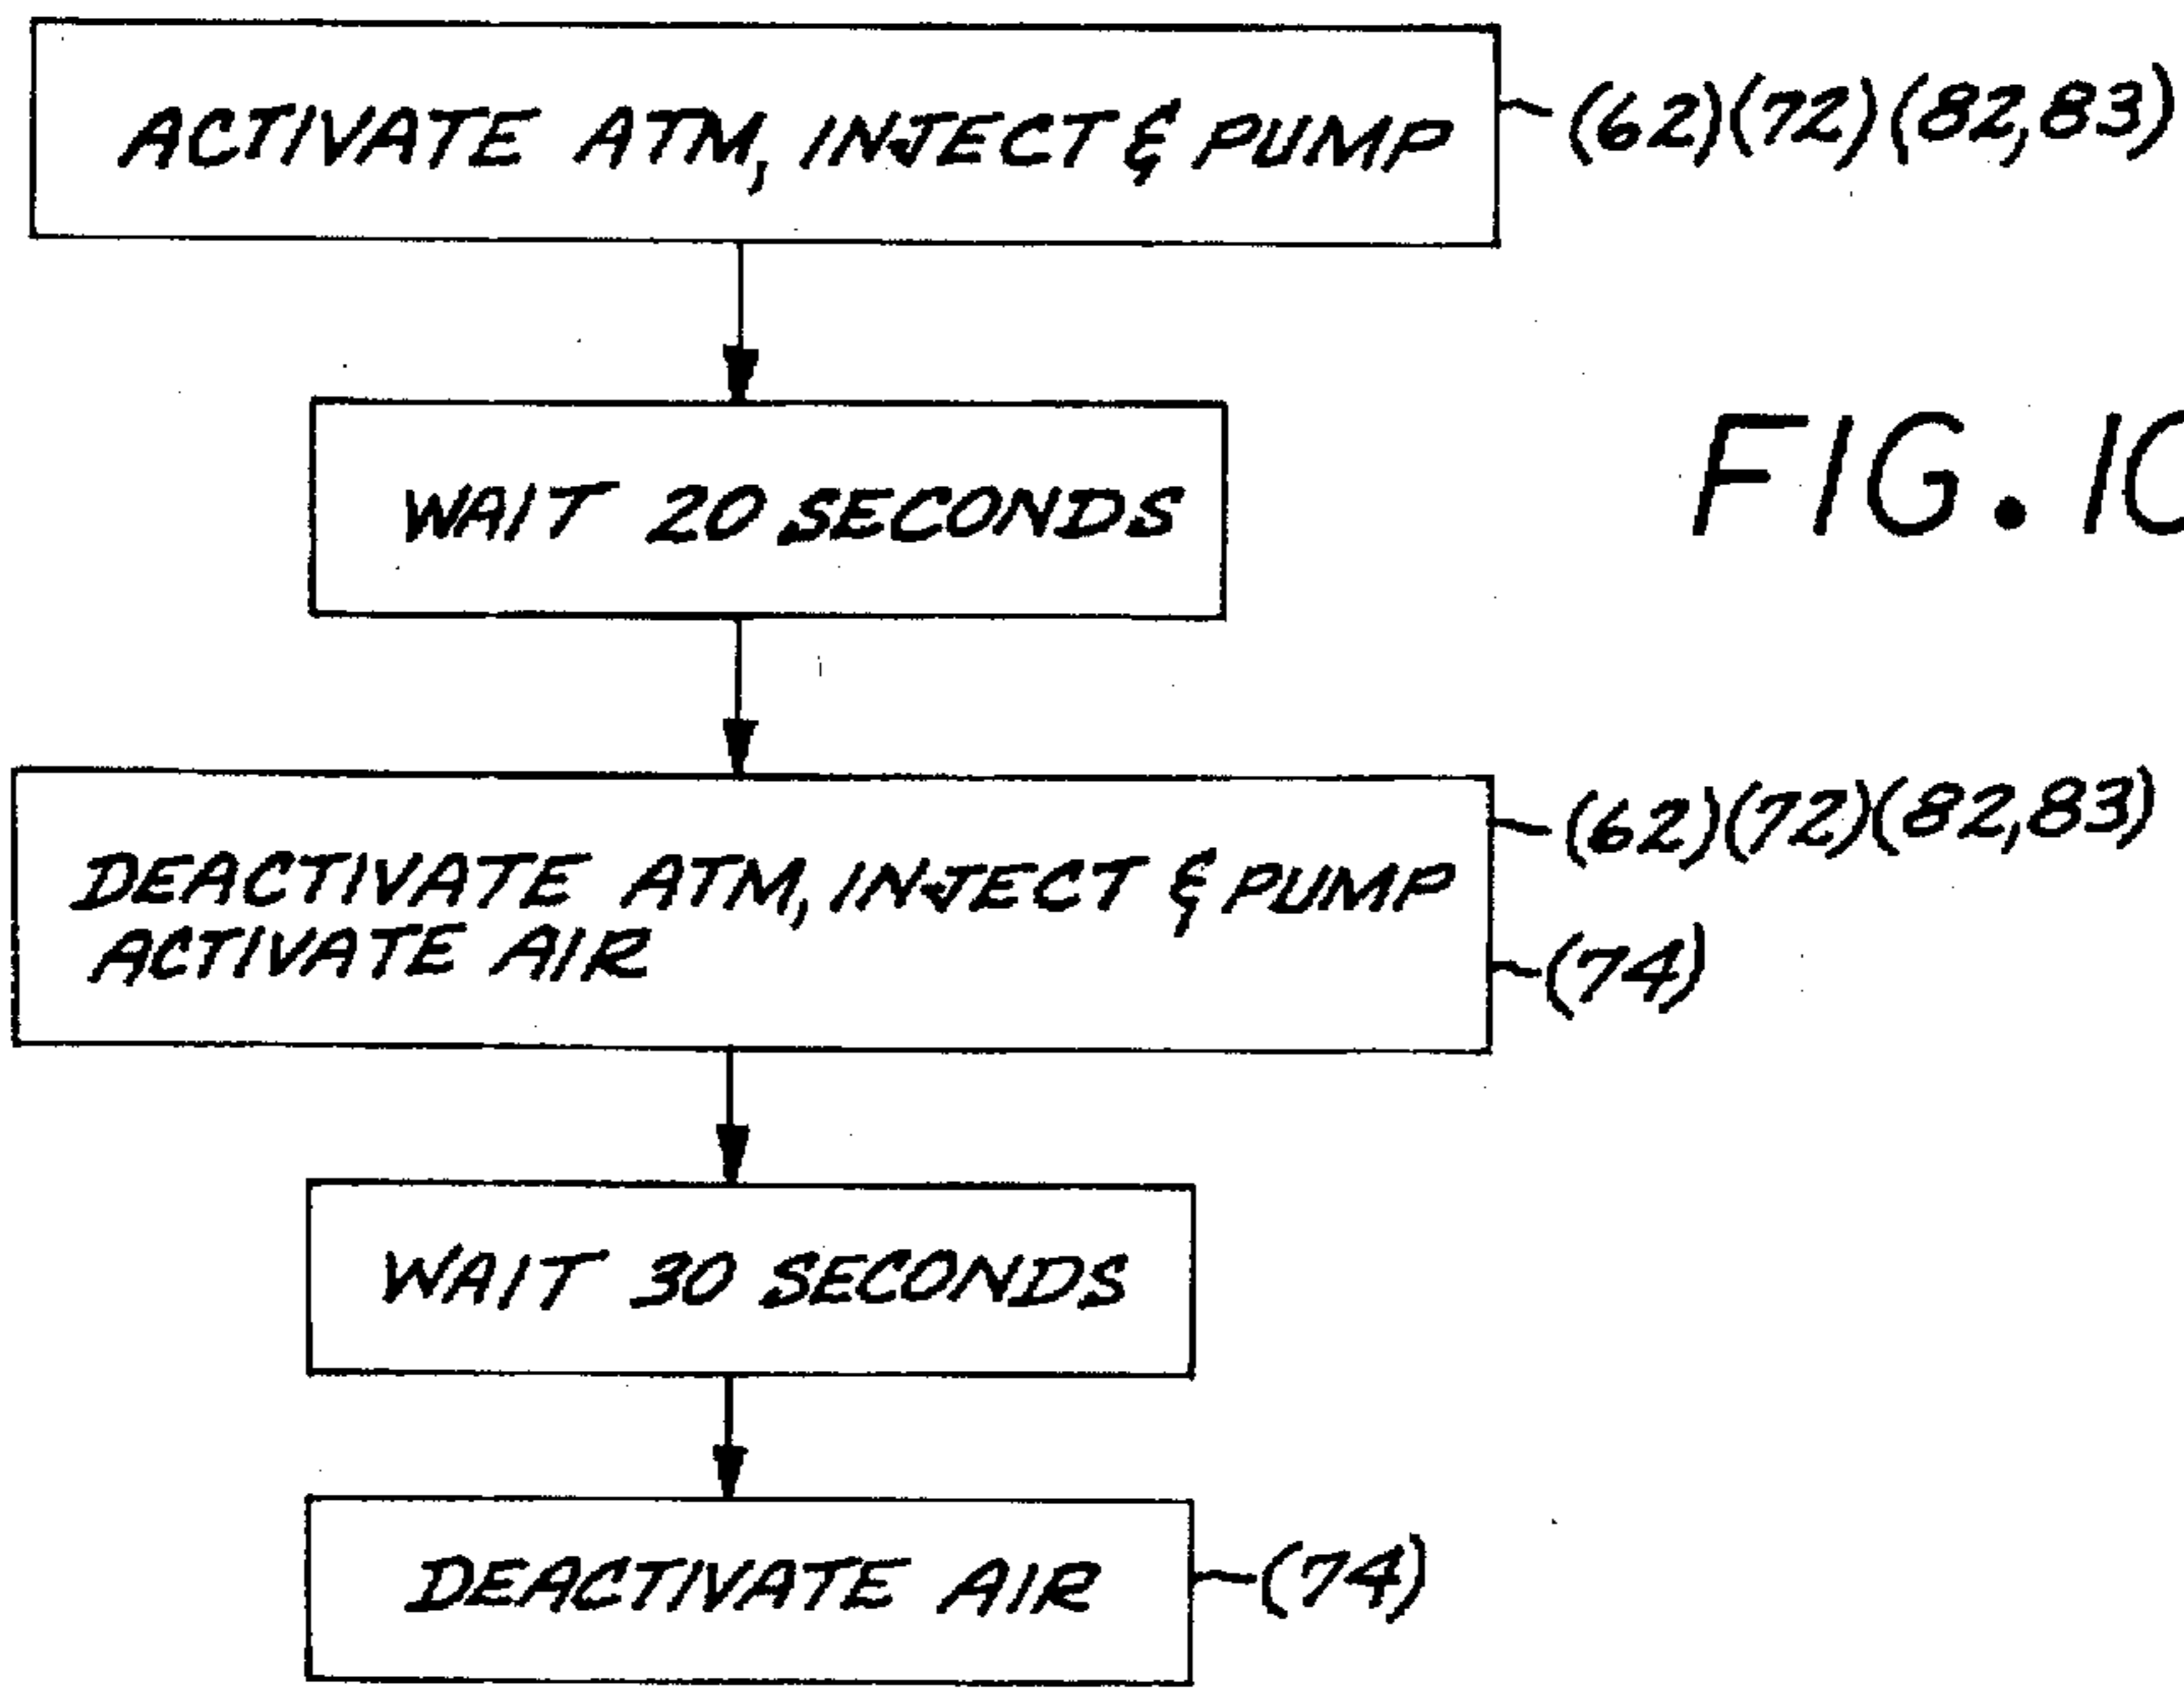 ACTIVATE ATM, INJECT & PUMP
(62)(72)(82,83)
WAIT 20 SECONDS
FIG. 10
DEACTIVATE ATM, INJECT & PUMP
ACTIVATE AIR
(62)(72)(82,83)
(74)
WAIT 30 SECONDS
DEACTIVATE AIR
(74)